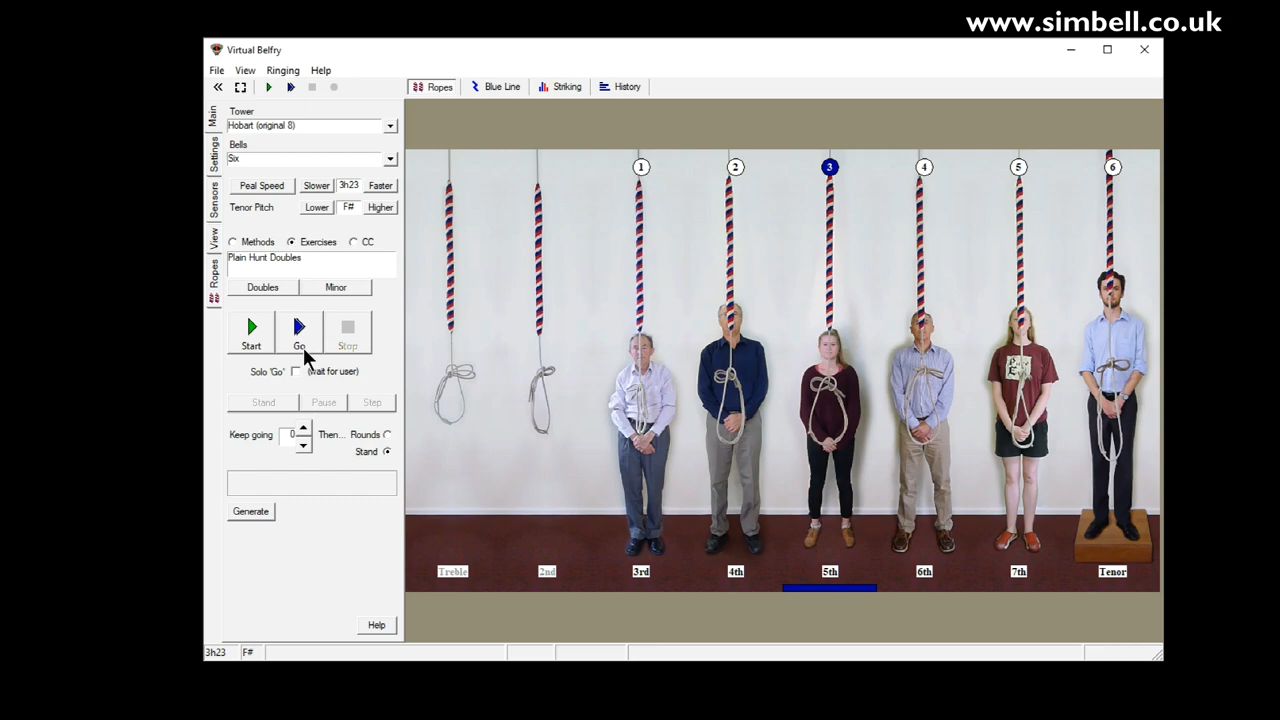 www.simbell.co.uk
Virtual Belfry
File View Ringing Help
Ropes Blue Line Striking History
Main
Settings
Sensors
View
Ropes
Tower
Hobart (original 8)
Bells
Six
Peal Speed Slower 3h23 Faster
Tenor Pitch Lower F# Higher
Methods Exercises CC
Plain Hunt Doubles
Doubles Minor
Start Go Stop
Solo 'Go' (wait for user)
Stand Pause Step
Keep going 0 Then... Rounds
Stand
Generate
Help
1 2 3 4 5 6
Treble 2nd 3rd 4th 5th 6th 7th Tenor
3h23 F#